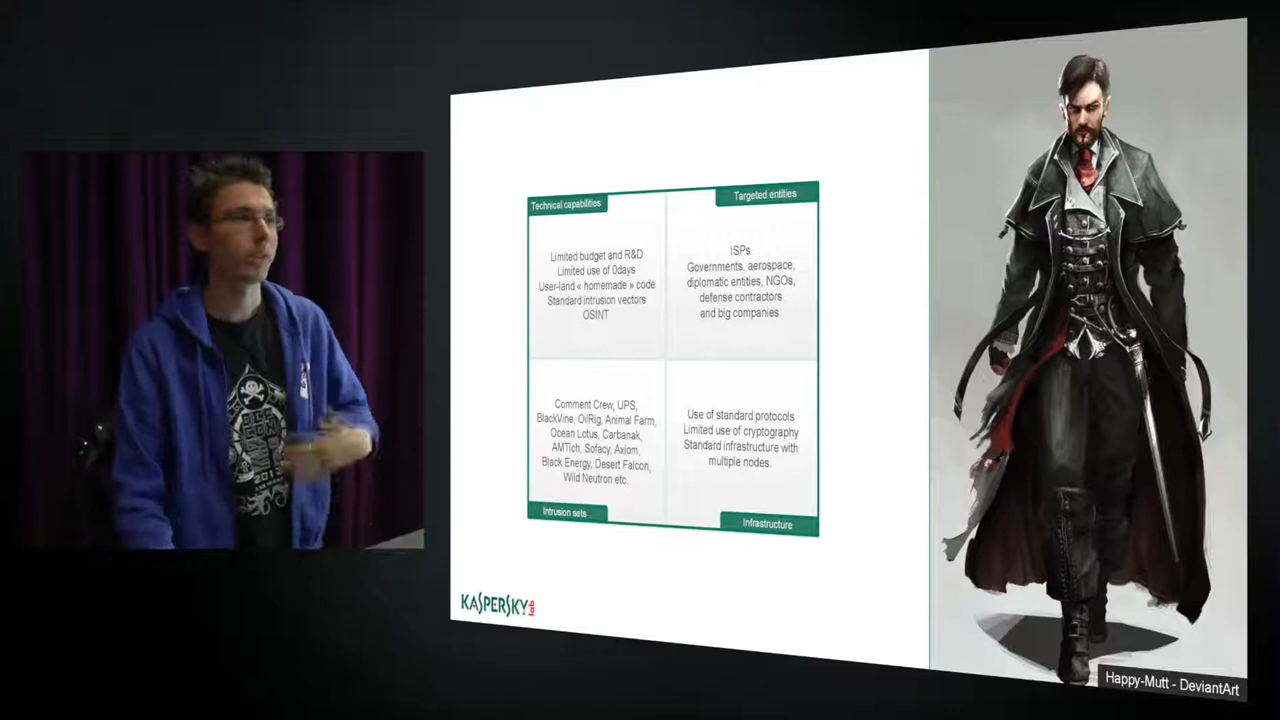 Technical capabilities
Targeted entities
Limited budget and R&D
Limited use of 0days
User-land « homemade » code
Standard intrusion vectors
OSINT
ISPs
Governments, aerospace,
diplomatic entities, NGOs,
defense contractors
and big companies.
Comment Crew, UPS,
BlackVine, OilRig, Animal Farm,
Ocean Lotus, Carbanak,
AMTich, Sofacy, Axiom,
Black Energy, Desert Falcon,
Wild Neutron etc.
Use of standard protocols
Limited use of cryptography
Standard infrastructure with
multiple nodes.
Intrusion sets
Infrastructure
KASPERSKY lab
Happy-Mutt - DeviantArt